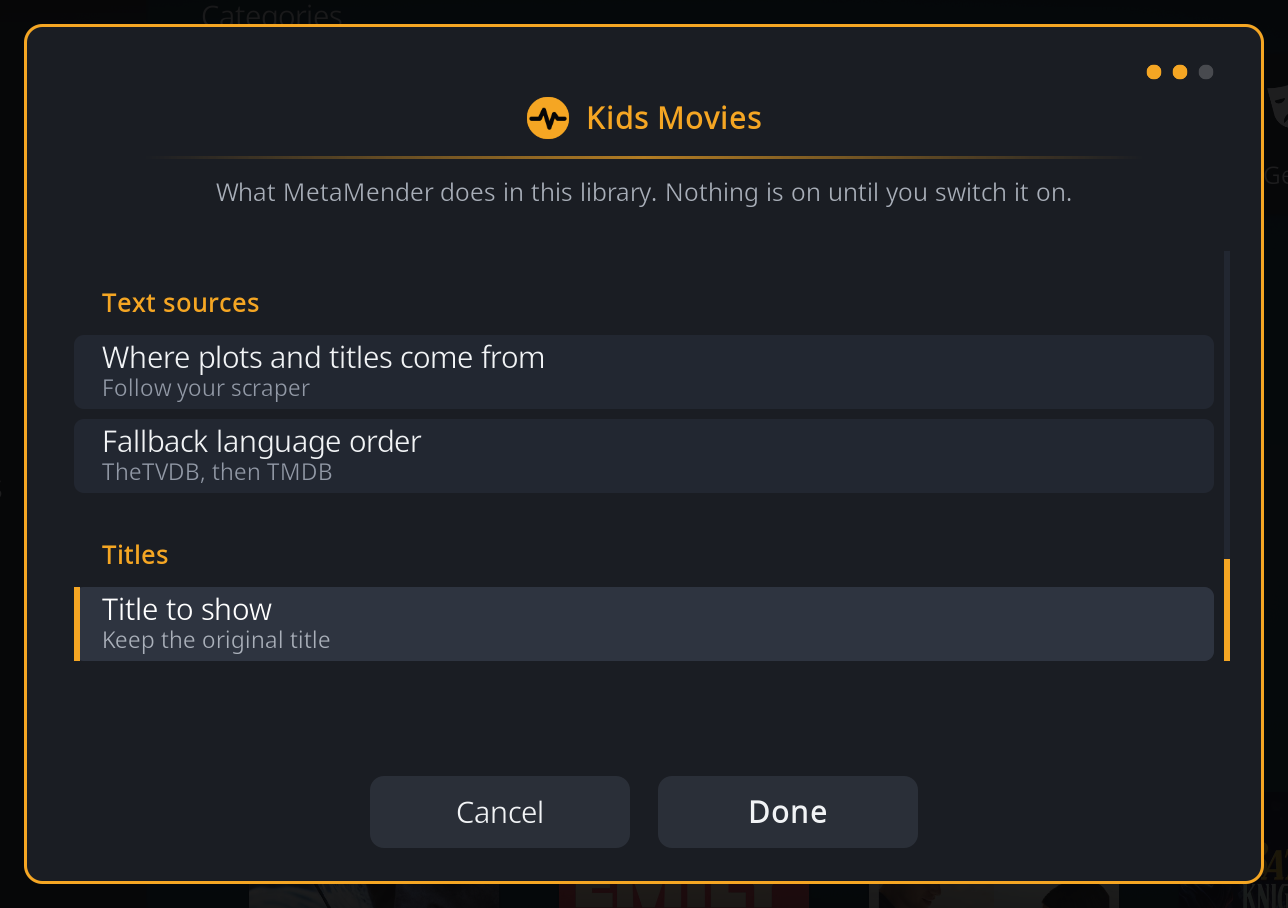 Categories
Kids Movies
What MetaMender does in this library. Nothing is on until you switch it on.
Text sources
Where plots and titles come from
Follow your scraper
Fallback language order
TheTVDB, then TMDB
Titles
Title to show
Keep the original title
Cancel
Done